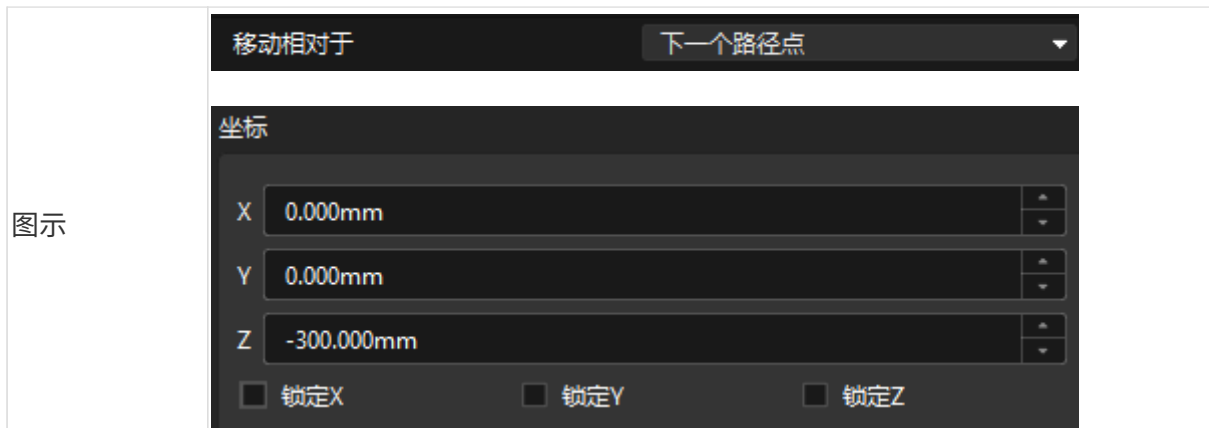 图示
移动相对于 下一个路径点
坐标
X 0.000mm
Y 0.000mm
Z -300.000mm
锁定X 锁定Y 锁定Z